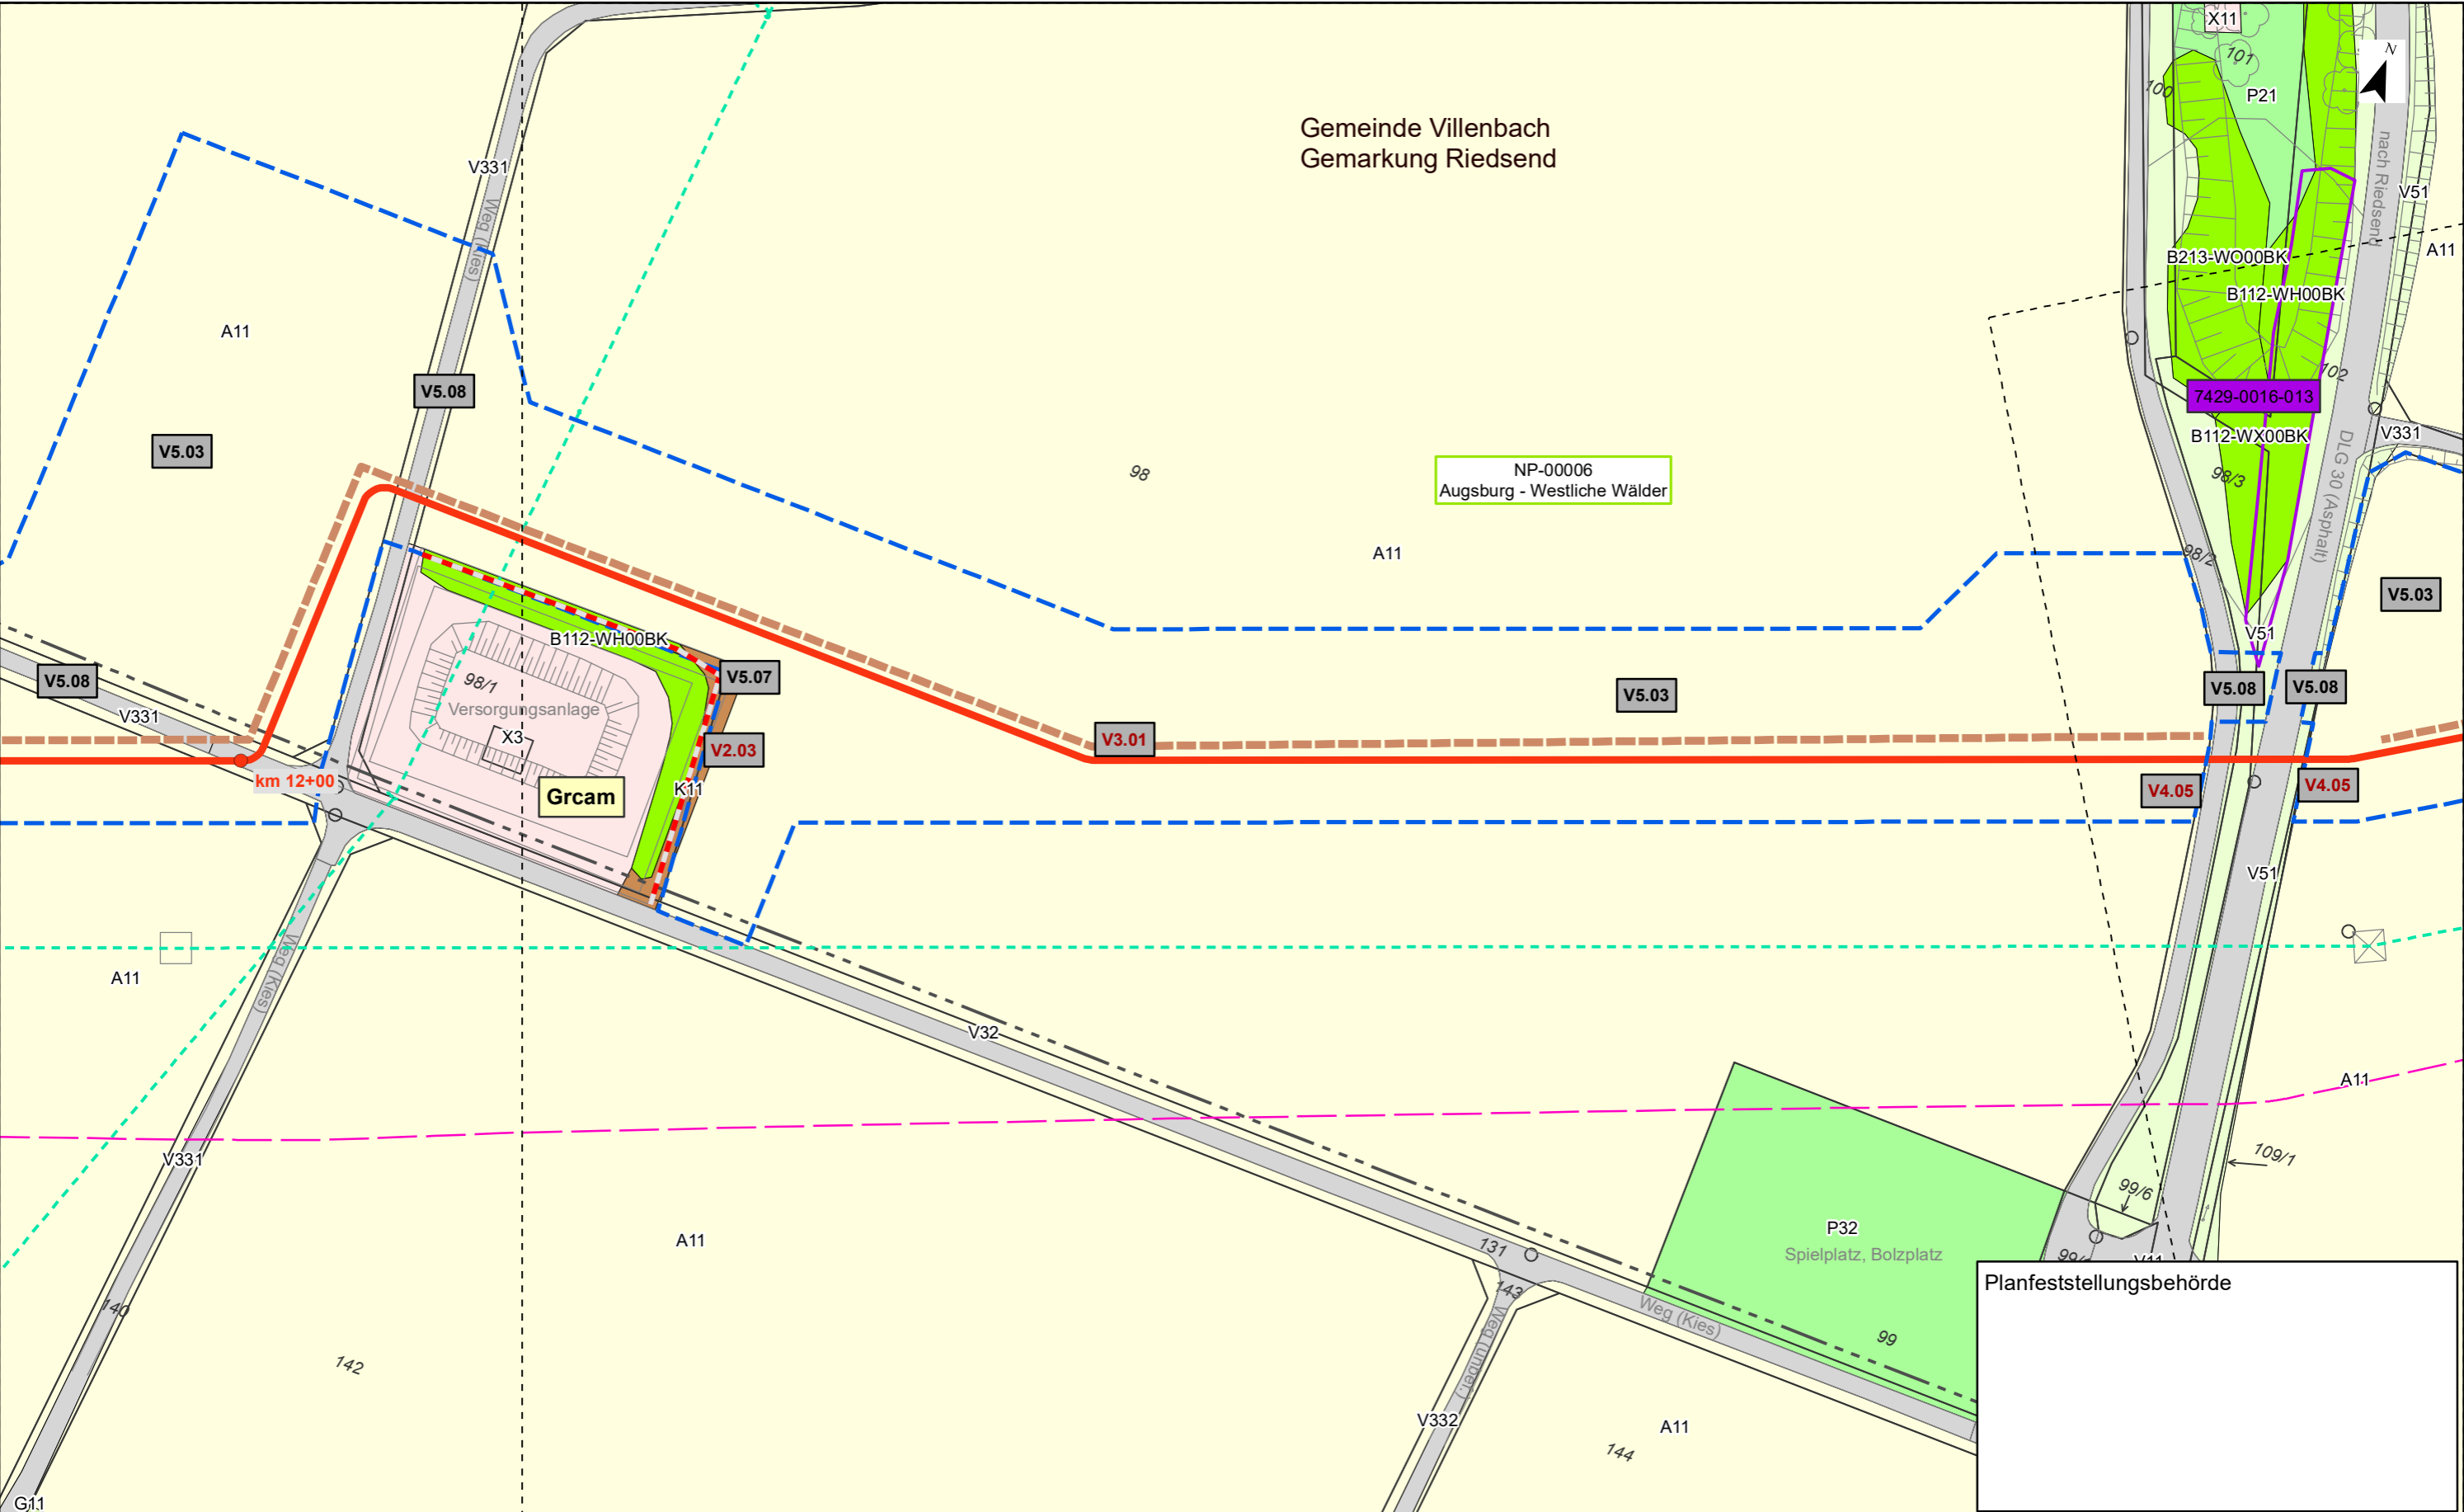 X11
101
100
P21
N
nach Riedsend
V51
A11
Gemeinde Villenbach
Gemarkung Riedsend
V331
Weg (Kies)
B213-WO00BK
B112-WH00BK
A11
102
V5.08
7429-0016-013
V5.03
B112-WX00BK
V331
DLG 30 (Asphalt)
98
NP-00006
Augsburg - Westliche Wälder
98/3
A11
98/2
V5.03
B112-WH00BK
V51
V5.08
98/1
V5.07
V5.03
V5.08
V5.08
V331
Versorgungsanlage
X3
V2.03
V3.01
km 12+00
Grcam
K11
V4.05
V4.05
V51
A11
Weg (Kies)
V32
A11
V331
109/1
99/6
A11
P32
Spielplatz, Bolzplatz
131
V11
Planfeststellungsbehörde
140
143
Weg (Kies)
99
142
Weg (unbef.)
V332
A11
144
G11